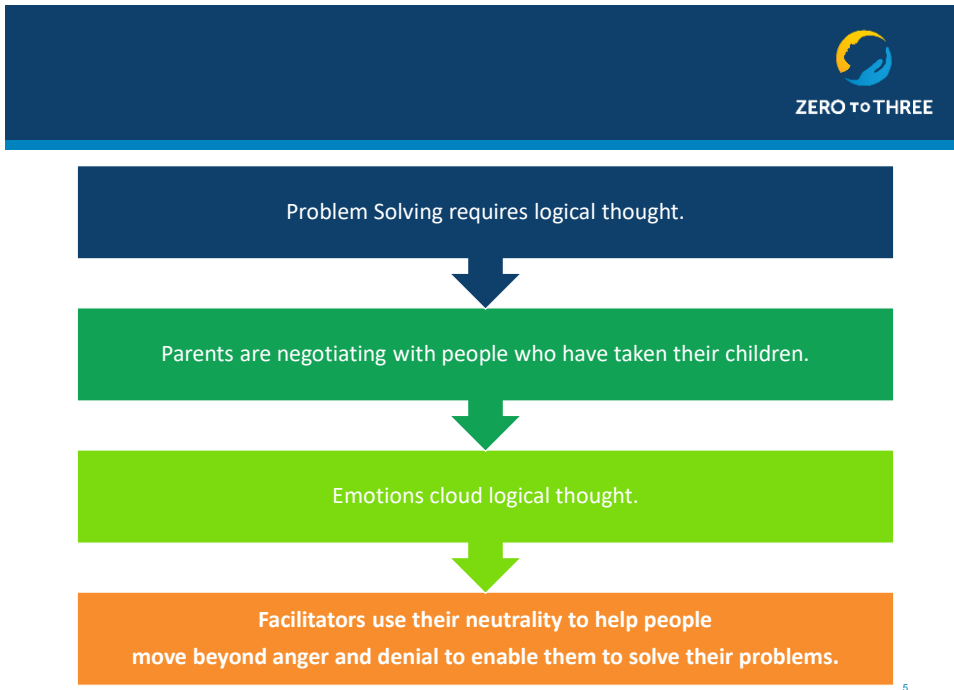 ZERO TO THREE
Problem Solving requires logical thought.
Parents are negotiating with people who have taken their children.
Emotions cloud logical thought.
Facilitators use their neutrality to help people
move beyond anger and denial to enable them to solve their problems.
5